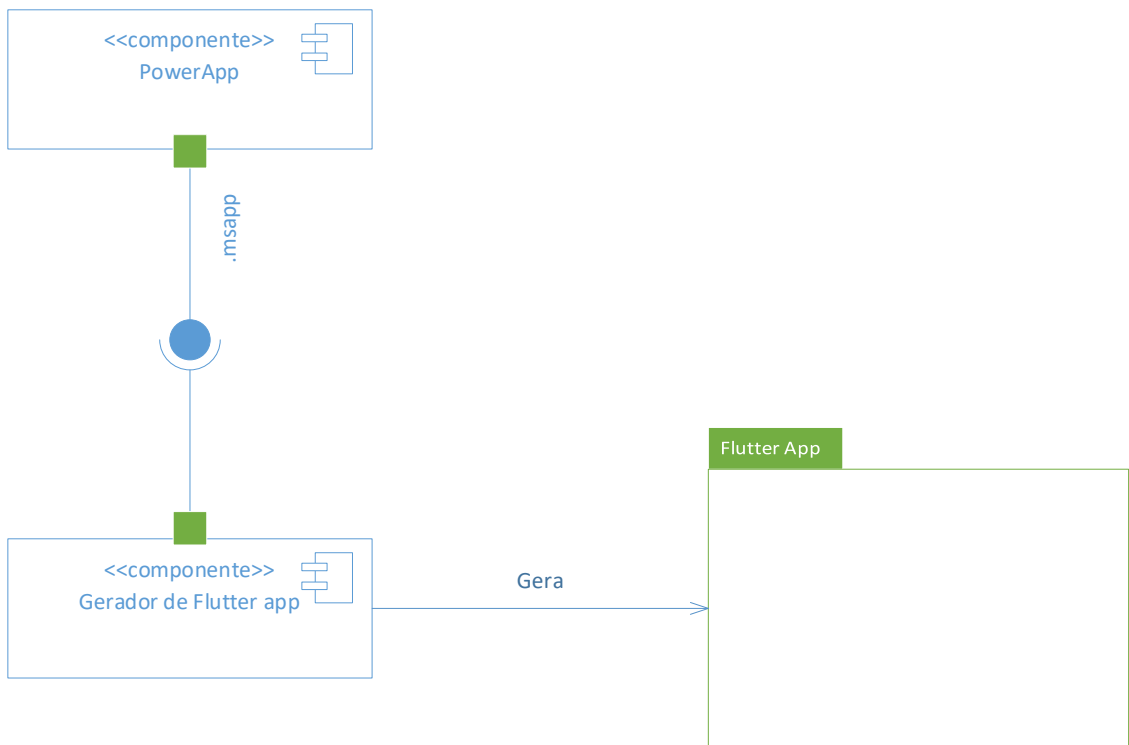 <<componente>>
PowerApp
.msapp
Flutter App
<<componente>>
Gerador de Flutter app
Gera